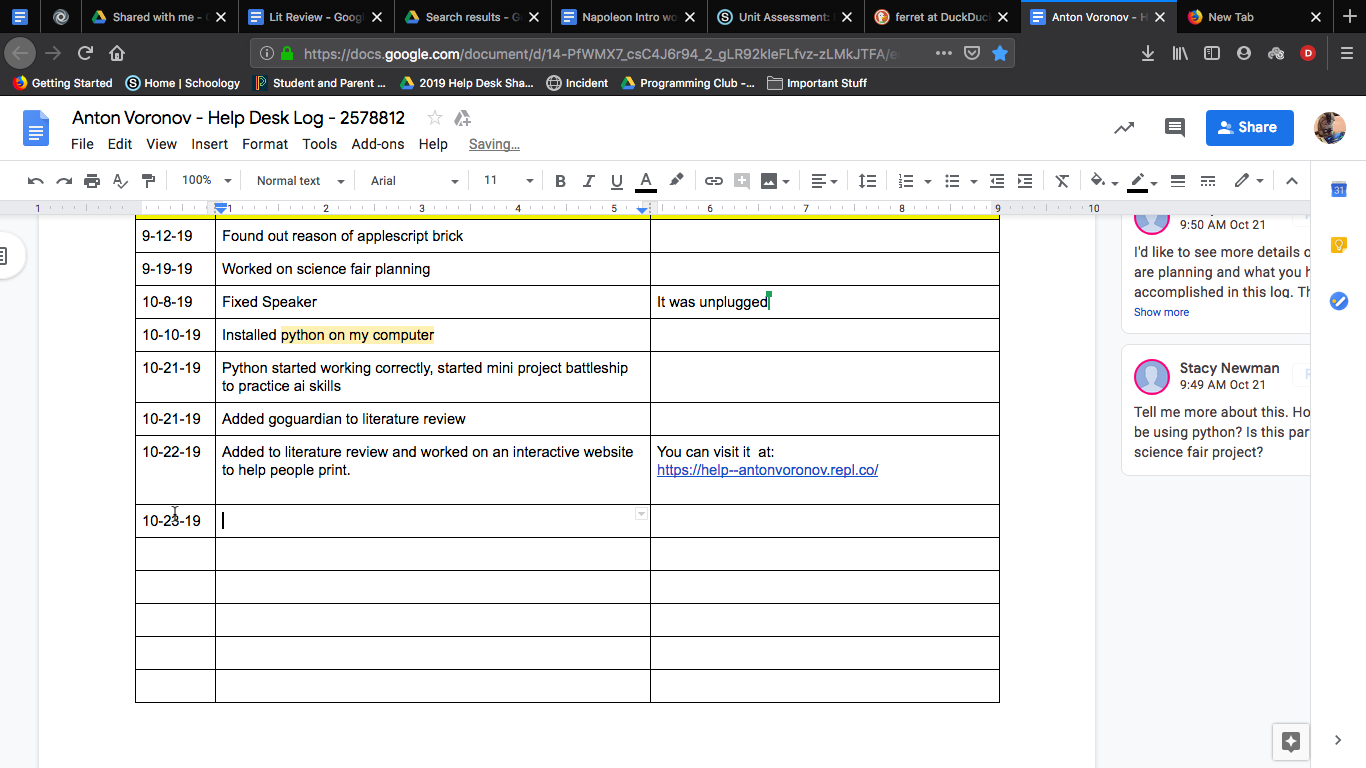 Shared with me - G
Lit Review - Googl
Search results - G
Napoleon Intro wo
Unit Assessment:
ferret at DuckDuc
Anton Voronov - H
New Tab
https://docs.google.com/document/d/14-PfWMX7_csC4J6r94_2_gLR92kIeFLfvz-zLMkJTFA/e
Getting Started
Home | Schoology
Student and Parent ...
2019 Help Desk Sha...
Incident
Programming Club -...
Important Stuff
Anton Voronov - Help Desk Log - 2578812
File Edit View Insert Format Tools Add-ons Help Saving...
Share
100% Normal text Arial 11 B I U A
1 1 2 3 4 5 6 7 8 9 10
31
9-12-19 Found out reason of applescript brick
9-19-19 Worked on science fair planning
10-8-19 Fixed Speaker It was unplugged
10-10-19 Installed python on my computer
10-21-19 Python started working correctly, started mini project battleship
to practice ai skills
10-21-19 Added goguardian to literature review
10-22-19 Added to literature review and worked on an interactive website
to help people print.
You can visit it at:
https://help--antonvoronov.repl.co/
10-23-19
9:50 AM Oct 21
I'd like to see more details o
are planning and what you h
accomplished in this log. Th
Show more
Stacy Newman
9:49 AM Oct 21
Tell me more about this. Ho
be using python? Is this par
science fair project?